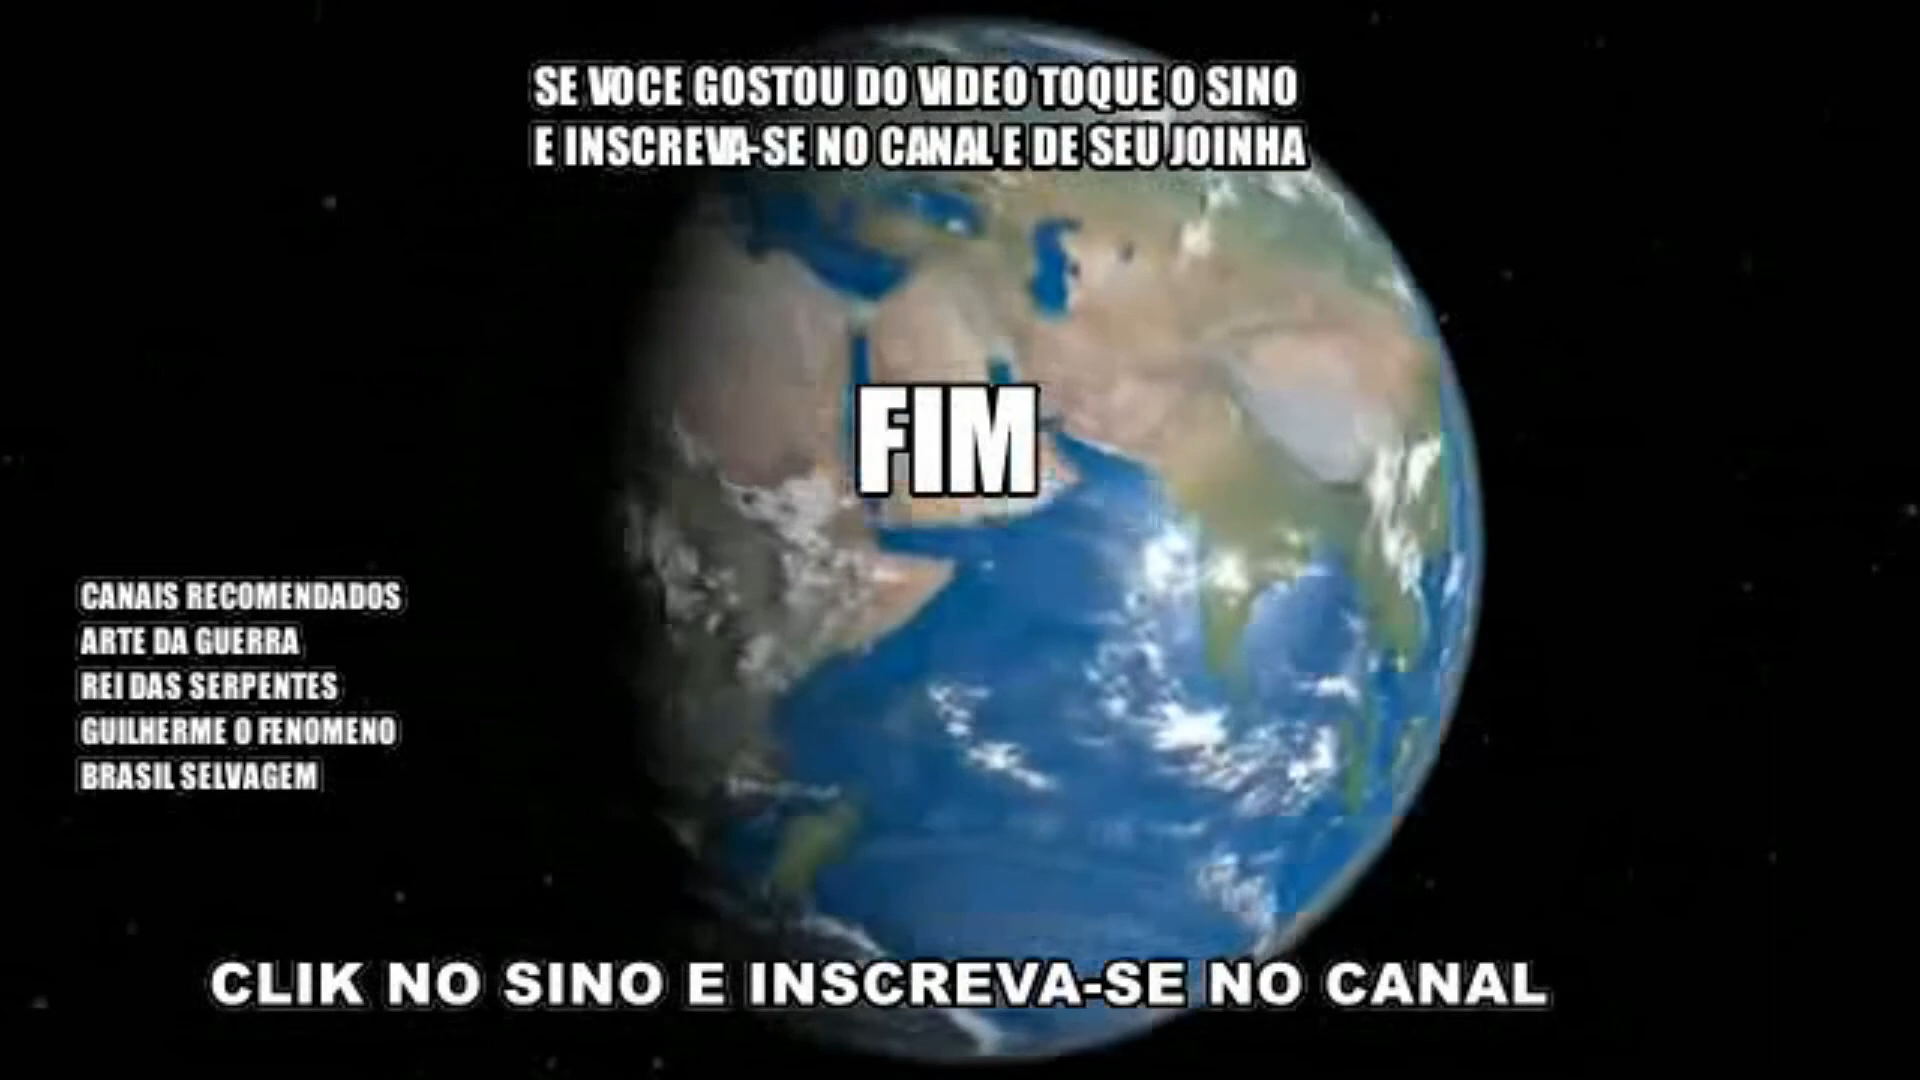 SE VOCE GOSTOU DO VIDEO TOQUE O SINO
E INSCREVA-SE NO CANAL E DE SEU JOINHA
FIM
CANAIS RECOMENDADOS
ARTE DA GUERRA
REI DAS SERPENTES
GUILHERME O FENOMENO
BRASIL SELVAGEM
CLIK NO SINO E INSCREVA-SE NO CANAL